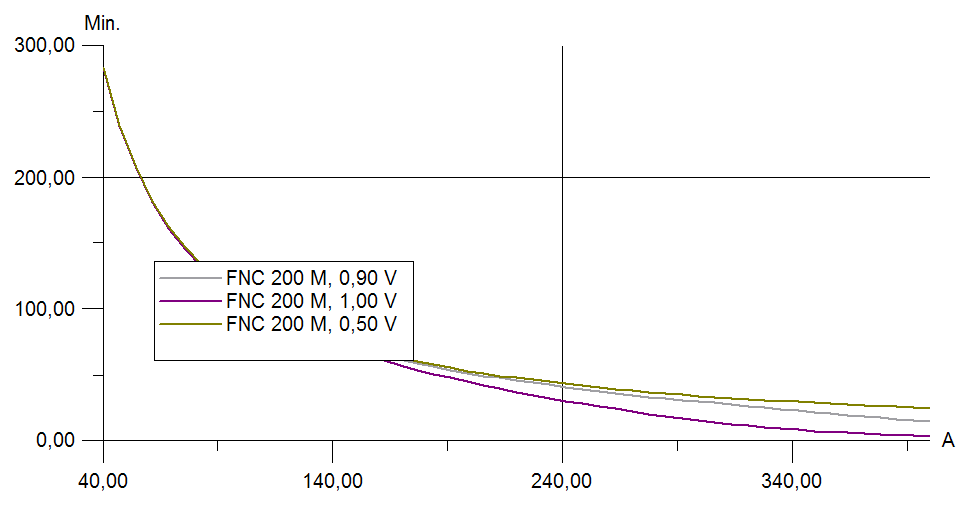 Min.
300,00
200,00
FNC 200 M, 0,90 V
FNC 200 M, 1,00 V
100,00
FNC 200 M, 0,50 V
0,00
A
40,00 140,00 240,00 340,00